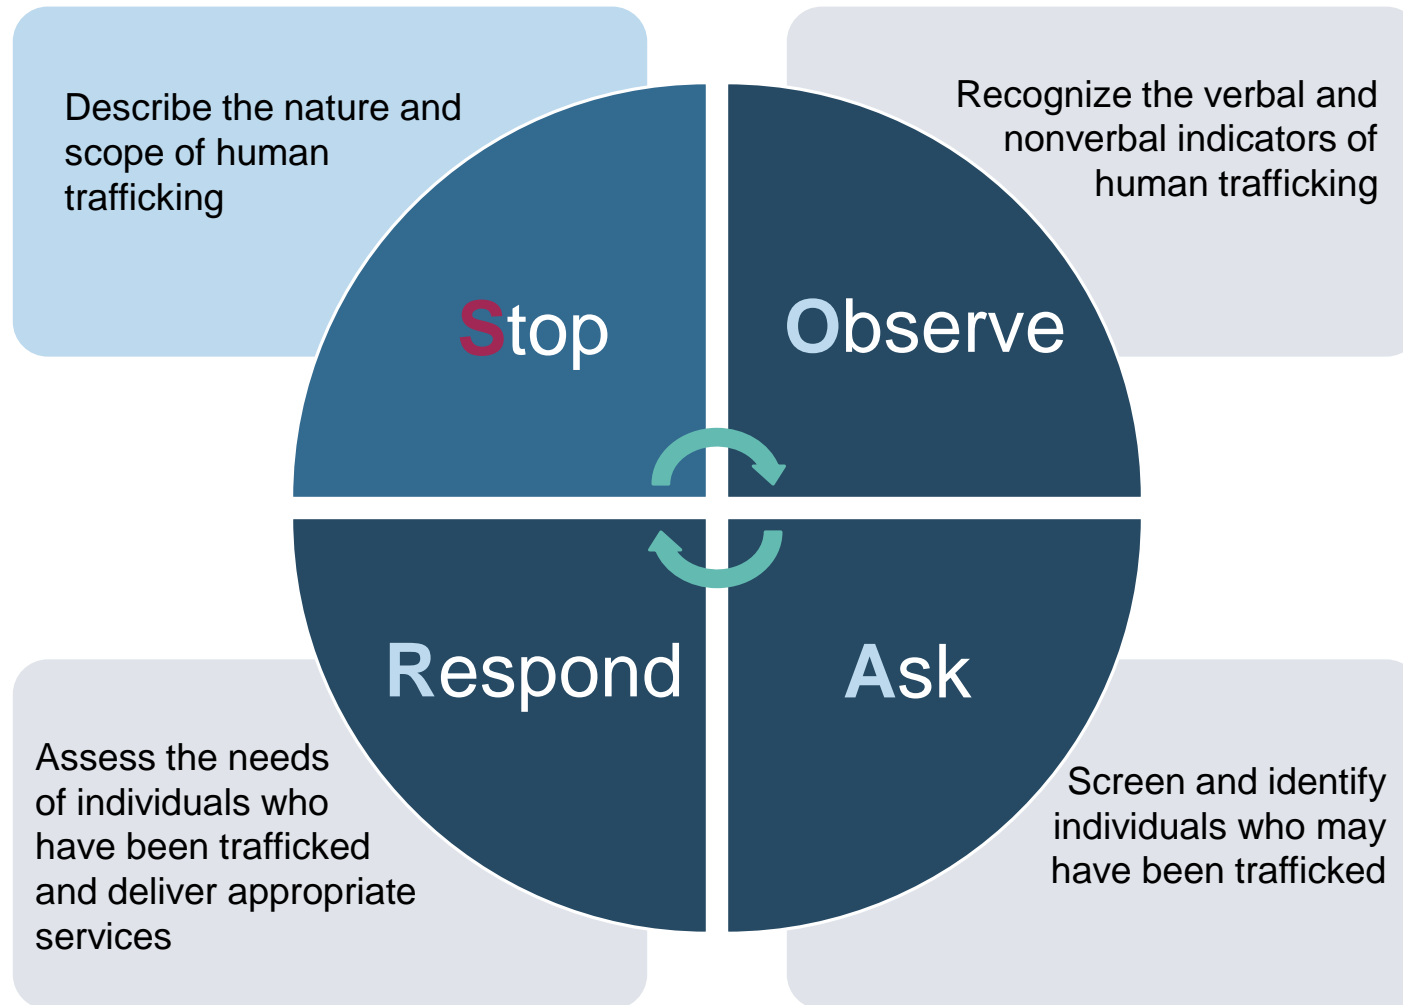 Describe the nature and
scope of human
trafficking
Stop
Recognize the verbal and
nonverbal indicators of
human trafficking
Observe
Ask
Screen and identify
individuals who may
have been trafficked
Respond
Assess the needs
of individuals who
have been trafficked
and deliver appropriate
services